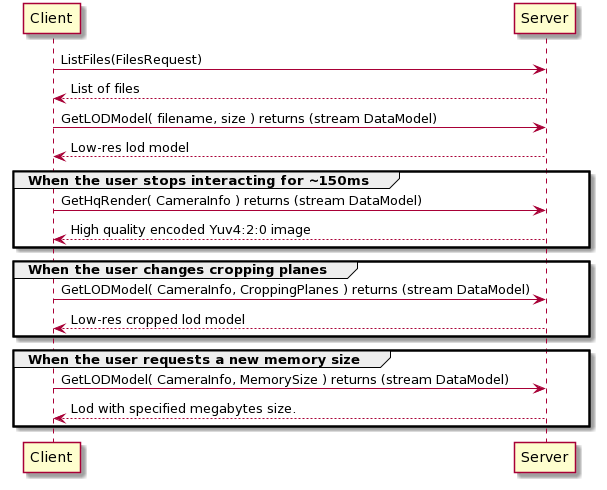 Client Server
ListFiles(FilesRequest)
List of files
GetLODModel( filename, size ) returns (stream DataModel)
Low-res lod model
When the user stops interacting for ~150ms
GetHqRender( CameraInfo ) returns (stream DataModel)
High quality encoded Yuv4:2:0 image
When the user changes cropping planes
GetLODModel( CameraInfo, CroppingPlanes ) returns (stream DataModel)
Low-res cropped lod model
When the user requests a new memory size
GetLODModel( CameraInfo, MemorySize ) returns (stream DataModel)
Lod with specified megabytes size.
Client Server